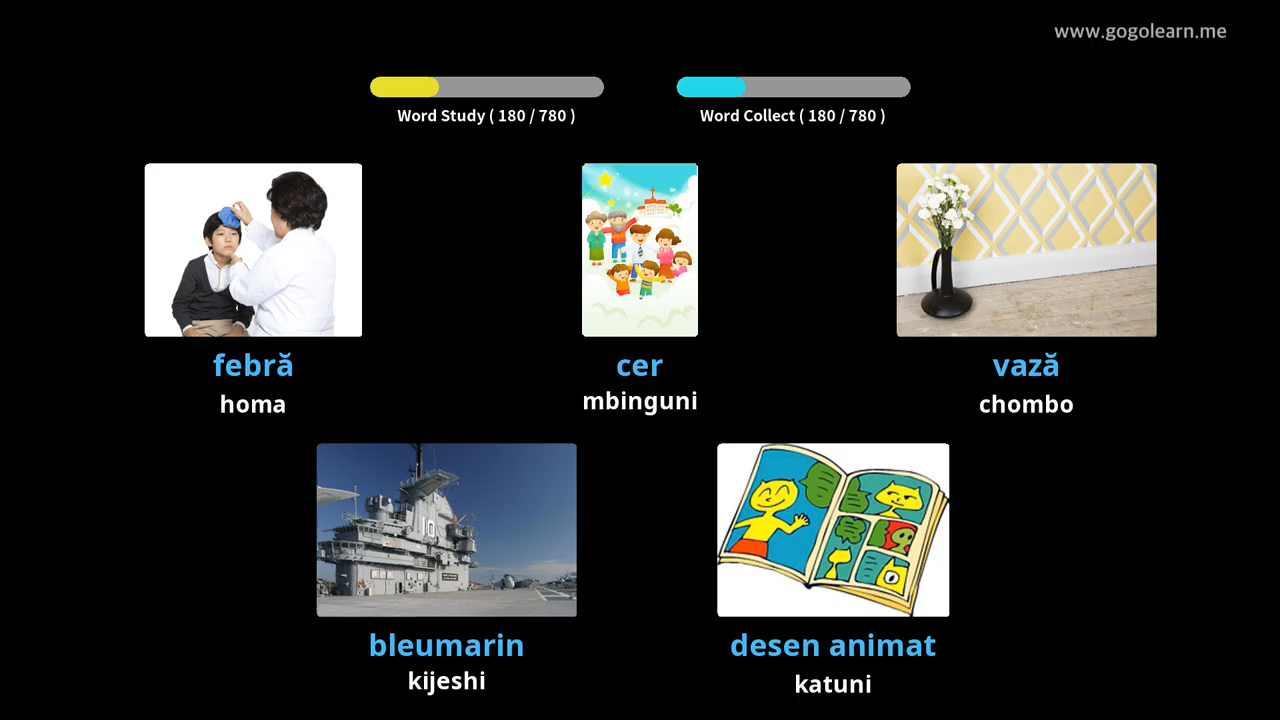 www.gogolearn.me
Word Study ( 180 / 780 )
Word Collect ( 180 / 780 )
febră
homa
cer
mbinguni
vază
chombo
10
bleumarin
kijeshi
desen animat
katuni